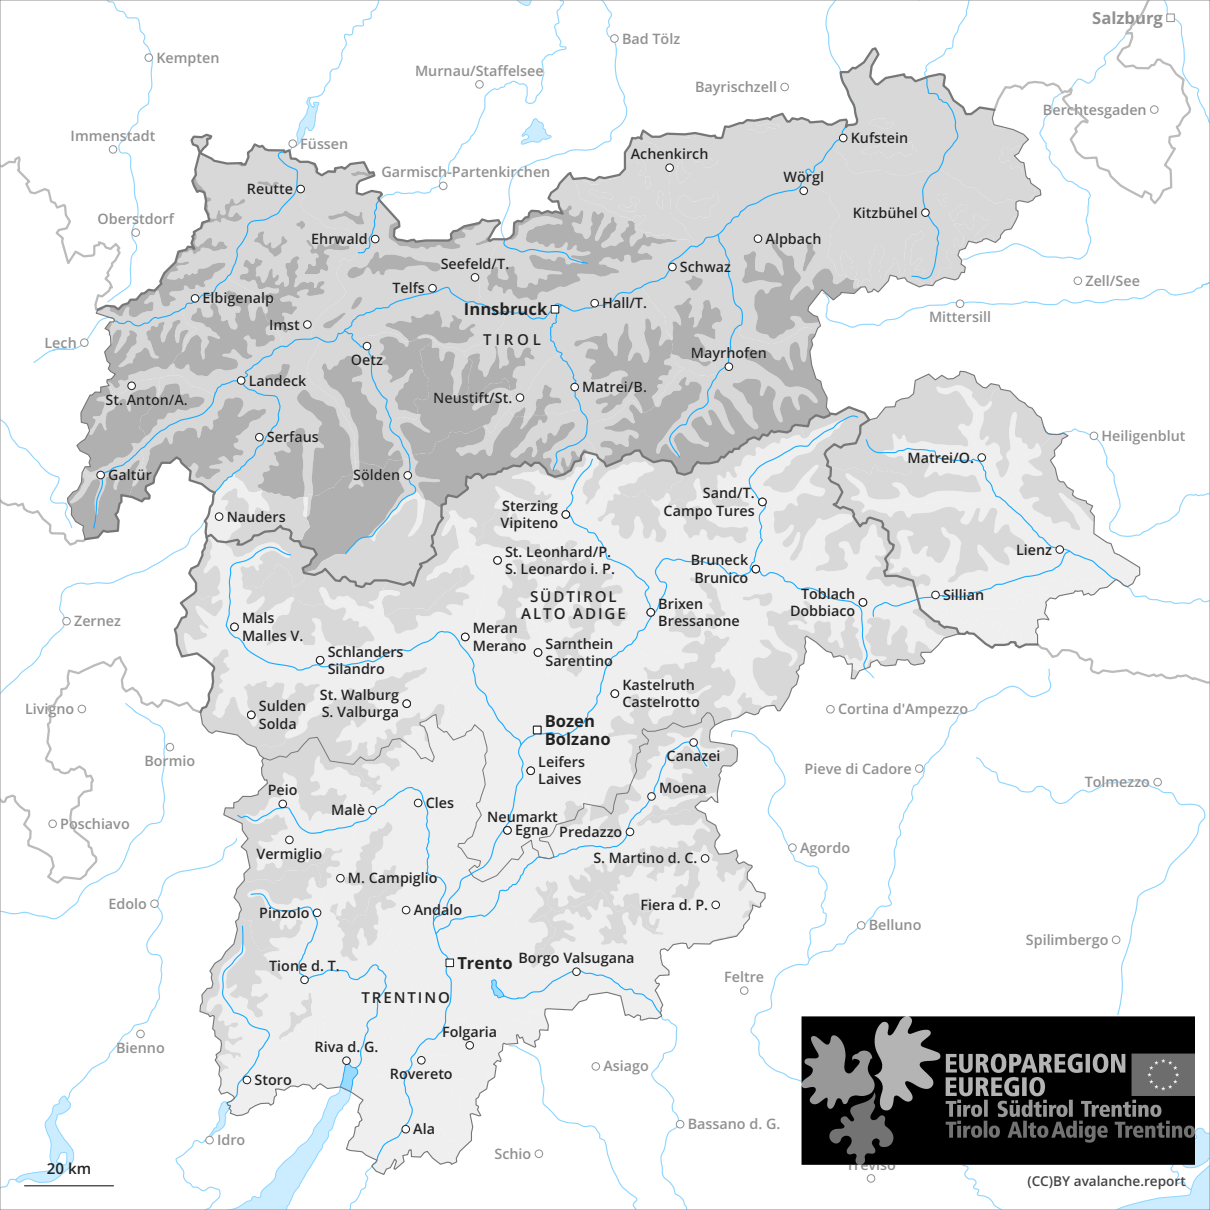 Salzburg
Bad Tölz
Kempten
Murnau/Staffelsee
Bayrischzell
Berchtesgaden
Immenstadt
Füssen
Kufstein
Achenkirch
Garmisch-Partenkirchen
Wörgl
Reutte
Oberstdorf
Kitzbühel
Ehrwald
Alpbach
Seefeld/T.
Schwaz
Zell/See
Telfs
Elbigenalp
Hall/T.
Innsbruck
Mittersill
Imst
TIROL
Lech
Mayrhofen
Oetz
Landeck
Matrei/B.
St. Anton/A.
Neustift/St.
Serfaus
Heiligenblut
Matrei/O.
Galtür
Sölden
Sand/T.
Campo Tures
Sterzing
Vipiteno
Nauders
Lienz
St. Leonhard/P.
S. Leonardo i. P.
Bruneck
Brunico
SÜDTIROL
ALTO ADIGE
Toblach
Dobbiaco
Sillian
Brixen
Bressanone
Zernez
Mals
Malles V.
Meran
Merano
Sarnthein
Sarentino
Schlanders
Silandro
St. Walburg
S. Valburga
Kastelruth
Castelrotto
Livigno
Sulden
Solda
Cortina d'Ampezzo
Bozen
Bolzano
Bormio
Canazei
Leifers
Laives
Pieve di Cadore
Tolmezzo
Peio
Moena
Malè
Cles
Neumarkt
Egna
Predazzo
Poschiavo
Vermiglio
S. Martino d. C.
Agordo
M. Campiglio
Edolo
Pinzolo
Andalo
Fiera d. P.
Belluno
Spilimbergo
Tione d. T.
Trento
Borgo Valsugana
Feltre
TRENTINO
Folgaria
Bienno
Riva d. G.
Rovereto
Storo
Asiago
EUROPAREGION
EUREGIO
Tirol Südtirol Trentino
Tirolo Alto Adige Trentino
Idro
Ala
Bassano d. G.
Schio
Treviso
20 km
(CC)BY avalanche.report